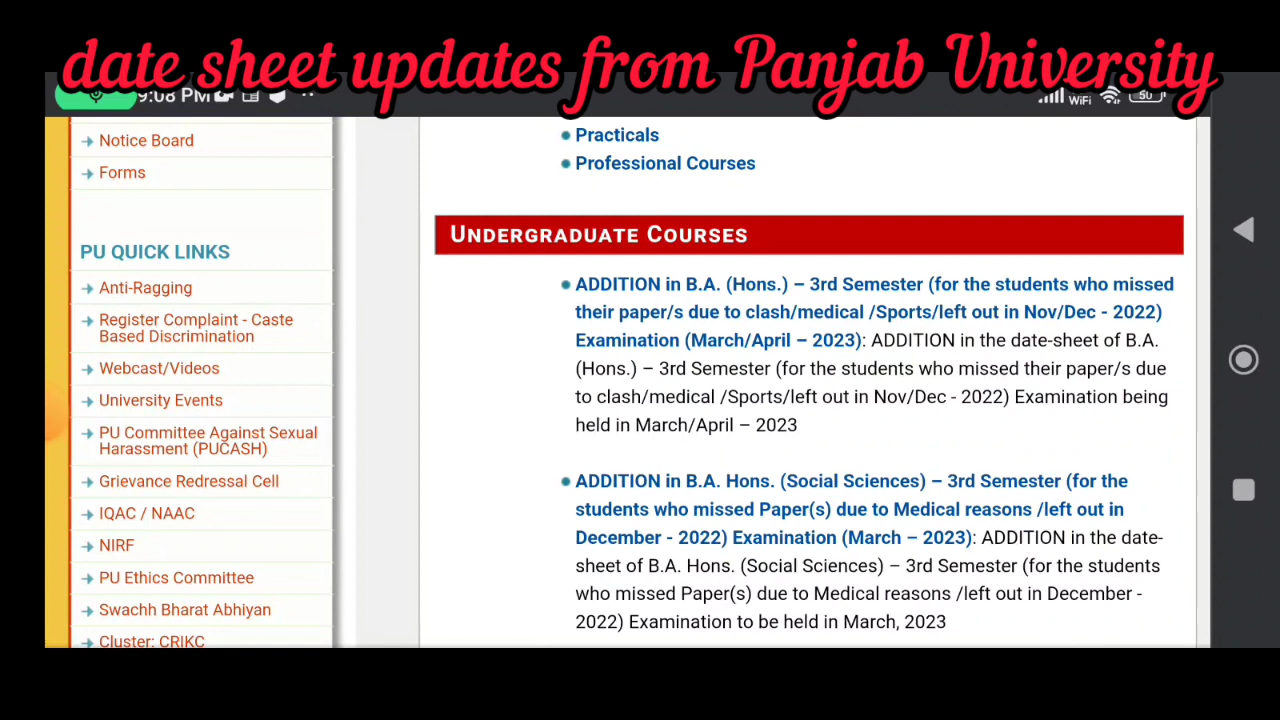 date sheet updates from Panjab University
9:08 PM
WiFi
50
Notice Board
Forms
PU QUICK LINKS
Anti-Ragging
Register Complaint - Caste
Based Discrimination
Webcast/Videos
University Events
PU Committee Against Sexual
Harassment (PUCASH)
Grievance Redressal Cell
IQAC / NAAC
NIRF
PU Ethics Committee
Swachh Bharat Abhiyan
Cluster: CRIKC
Practicals
Professional Courses
UNDERGRADUATE COURSES
ADDITION in B.A. (Hons.) – 3rd Semester (for the students who missed
their paper/s due to clash/medical /Sports/left out in Nov/Dec - 2022)
Examination (March/April – 2023): ADDITION in the date-sheet of B.A.
(Hons.) – 3rd Semester (for the students who missed their paper/s due
to clash/medical /Sports/left out in Nov/Dec - 2022) Examination being
held in March/April – 2023
ADDITION in B.A. Hons. (Social Sciences) – 3rd Semester (for the
students who missed Paper(s) due to Medical reasons /left out in
December - 2022) Examination (March – 2023): ADDITION in the date-
sheet of B.A. Hons. (Social Sciences) – 3rd Semester (for the students
who missed Paper(s) due to Medical reasons /left out in December -
2022) Examination to be held in March, 2023